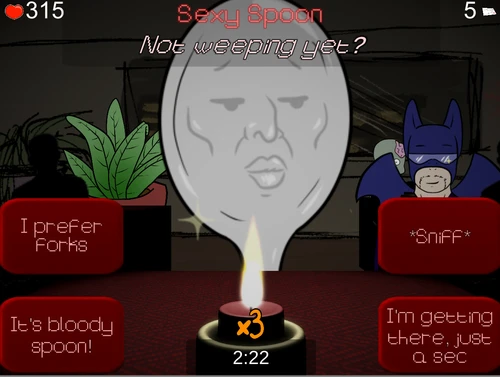 315
Sexy Spoon
5
Not weeping yet?
I prefer
forks
*Sniff*
It's bloody
spoon!
I'm getting
there, just
a sec
x3
2:22